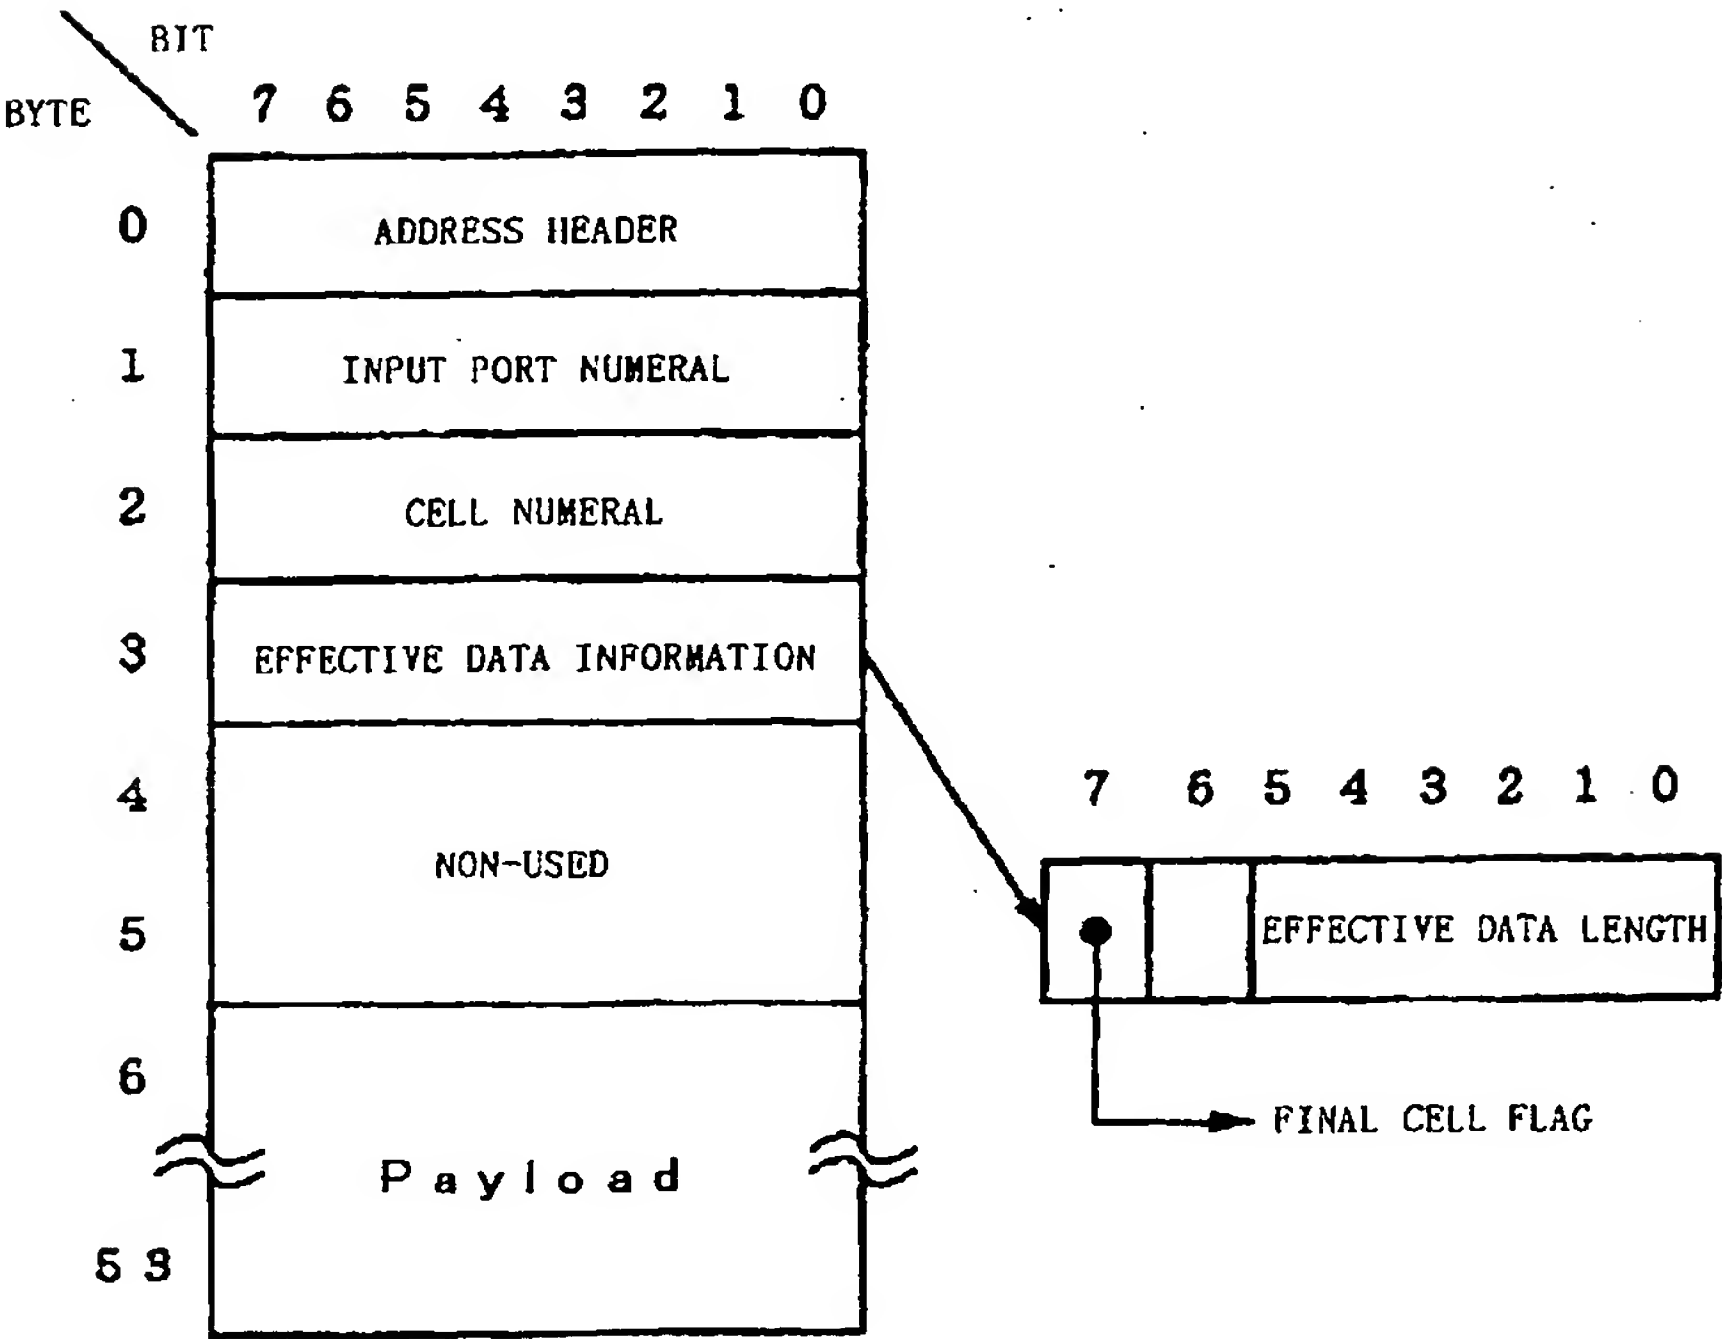 BIT
BYTE
7 6 5 4 3 2 1 0
0 ADDRESS HEADER
1 INPUT PORT NUMERAL
2 CELL NUMERAL
3 EFFECTIVE DATA INFORMATION
4
NON-USED
5
6
Payload
53
7 6 5 4 3 2 1 0
EFFECTIVE DATA LENGTH
FINAL CELL FLAG